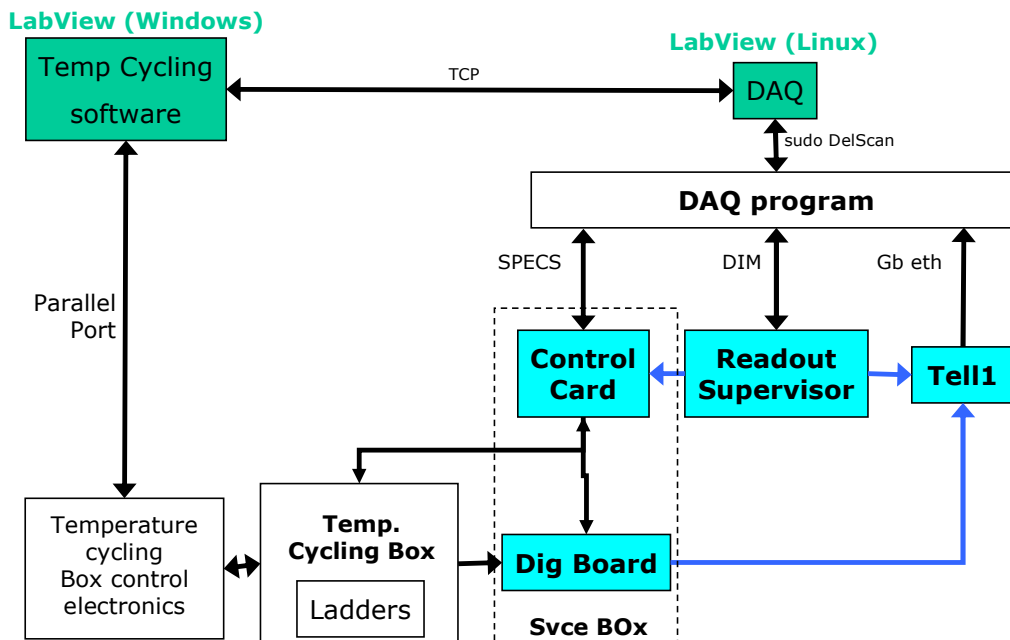 LabView (Windows)
LabView (Linux)
Temp Cycling
software
TCP
DAQ
sudo DelScan
DAQ program
SPECS
DIM
Gb eth
Parallel
Port
Control
Card
Readout
Supervisor
Tell1
Temperature
cycling
Box control
electronics
Temp.
Cycling Box
Ladders
Dig Board
Svce BOx